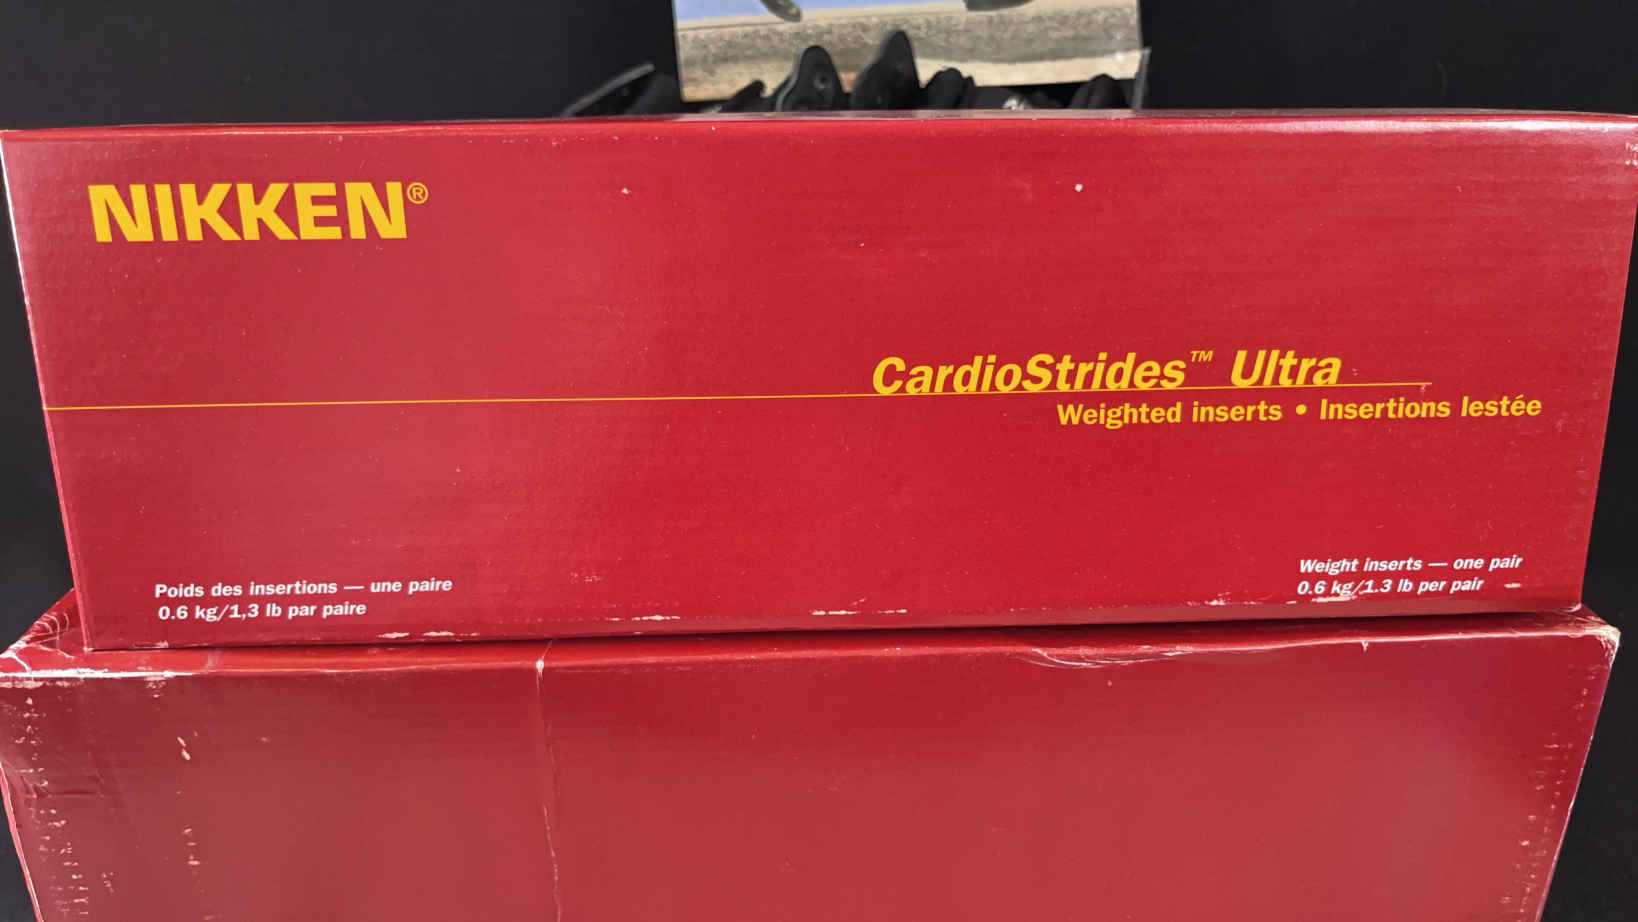 NIKKEN®
CardioStrides™ Ultra
Weighted inserts • Insertions lestée
Poids des insertions — une paire
0.6 kg/1,3 lb par paire
Weight inserts — one pair
0.6 kg/1.3 lb per pair